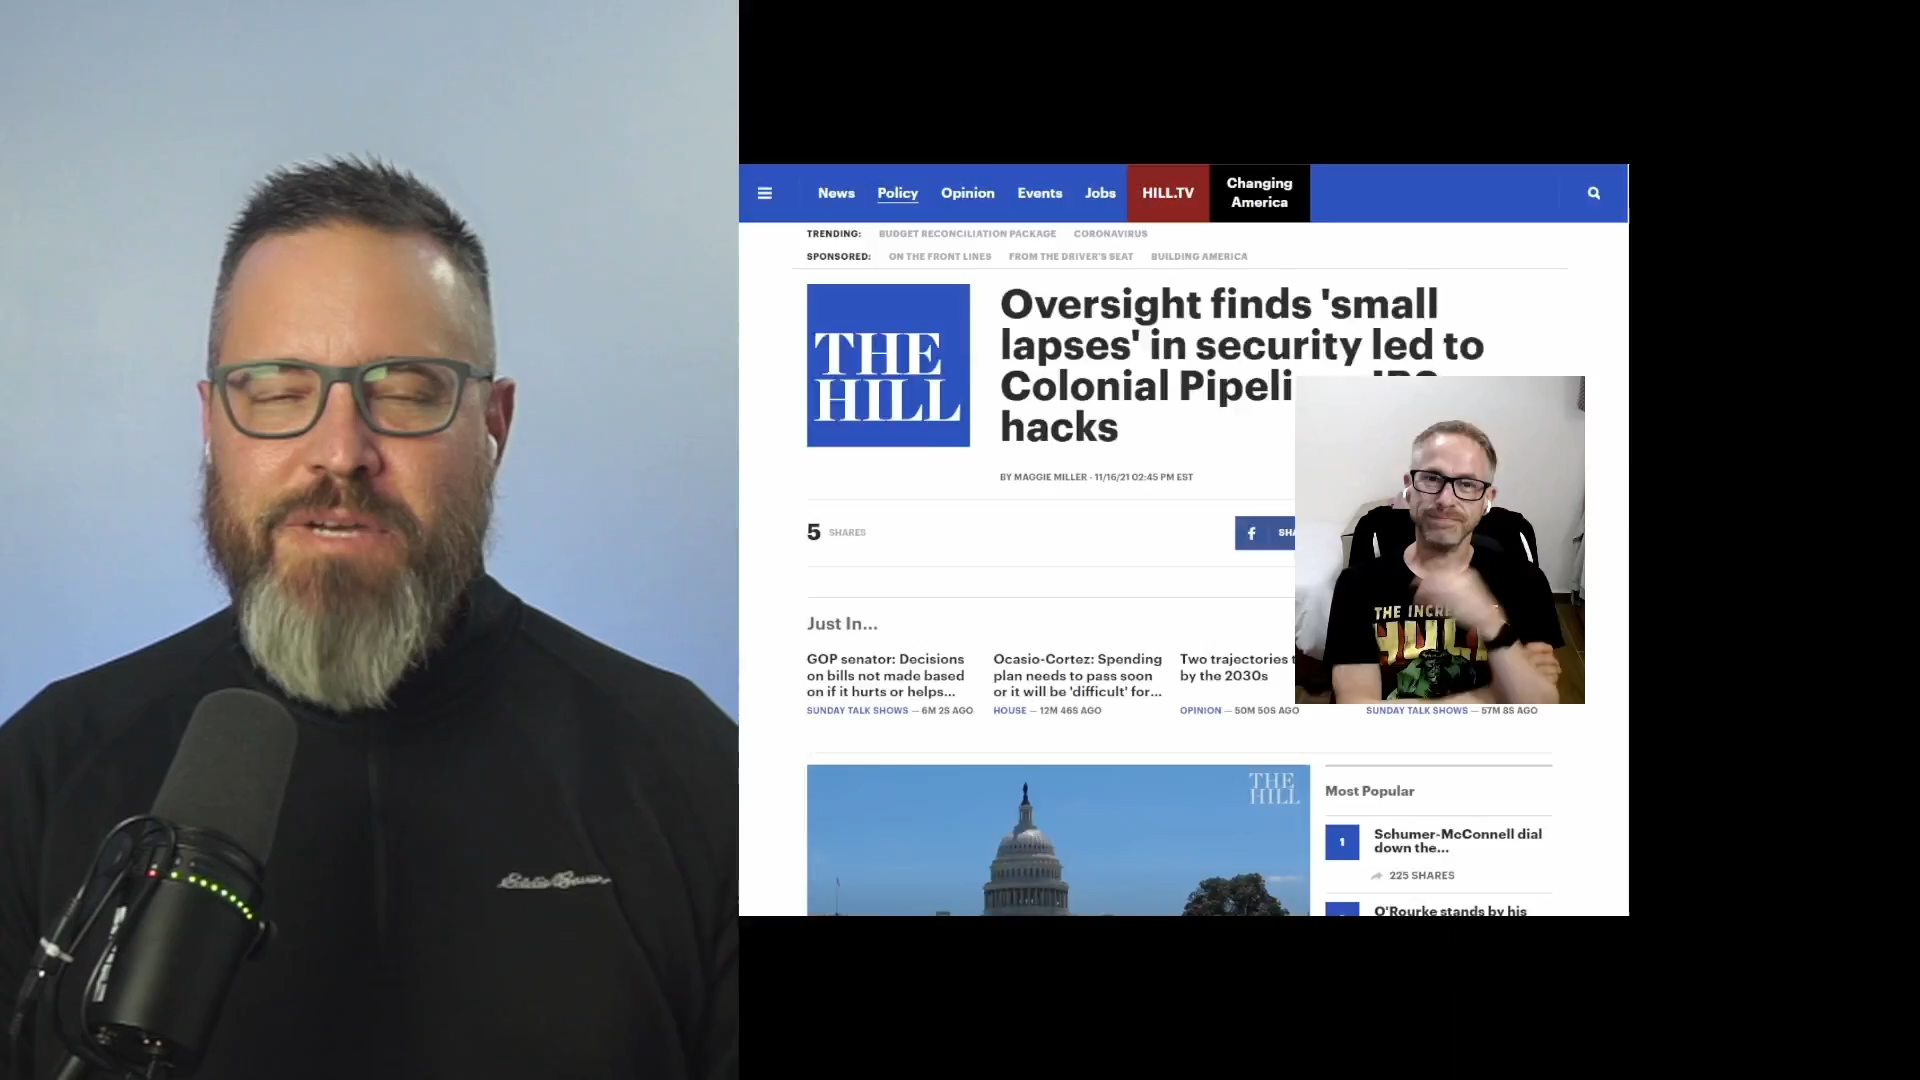 News Policy Opinion Events Jobs HILL.TV Changing America
TRENDING: BUDGET RECONCILIATION PACKAGE CORONAVIRUS
SPONSORED: ON THE FRONT LINES FROM THE DRIVER'S SEAT BUILDING AMERICA
THE
HILL
Oversight finds 'small
lapses' in security led to
Colonial
hacks
BY MAGGIE MILLER - 11/16/21 02:45 PM EST
5 SHARES
f
Just In...
GOP senator: Decisions
on bills not made based
on if it hurts or helps...
SUNDAY TALK SHOWS — 6M 2S AGO
Ocasio-Cortez: Spending
plan needs to pass soon
or it will be 'difficult' for...
HOUSE — 12M 46S AGO
Two trajectories
by the 2030s
OPINION — 50M 50S AGO
SUNDAY TALK SHOWS — 57M 8S AGO
THE
HILL
Most Popular
1
Schumer-McConnell dial
down the...
225 SHARES
O'Rourke stands by his
THE
Eddie Bauer